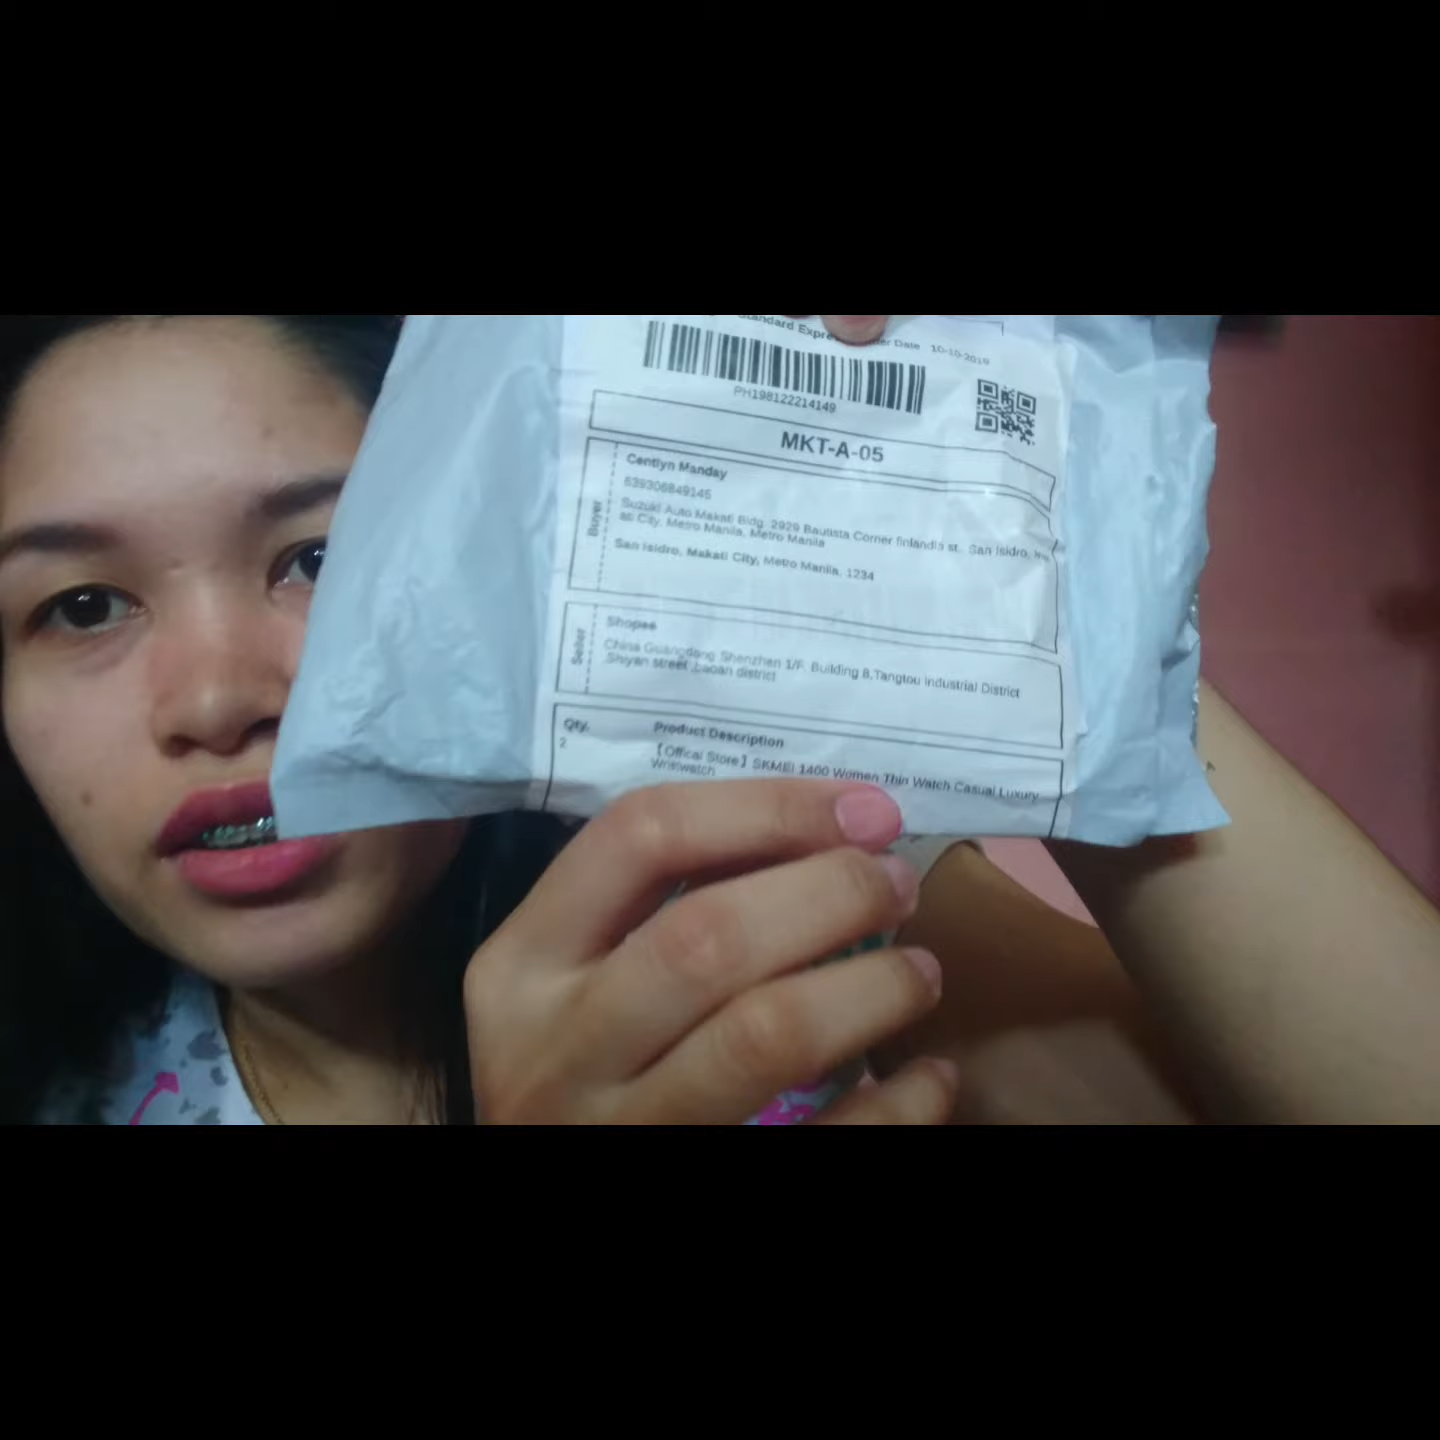 Standard Expre
der Date 10-10-2019
PH198122214149
MKT-A-05
Buyer
Centlyn Manday
639306849145
Suzuki Auto Makati Bldg. 2929 Bautista Corner finlandia st., San Isidro,
ati City, Metro Manila, Metro Manila
San Isidro, Makati City, Metro Manila, 1234
Seller
Shopee
China Guangdong Shenzhen 1/F, Building 8,Tangtou Industrial District
,Shiyan street ,baoan district
Qty. Product Description
2 【Offical Store】SKMEI 1400 Women Thin Watch Casual Luxury
Wristwatch